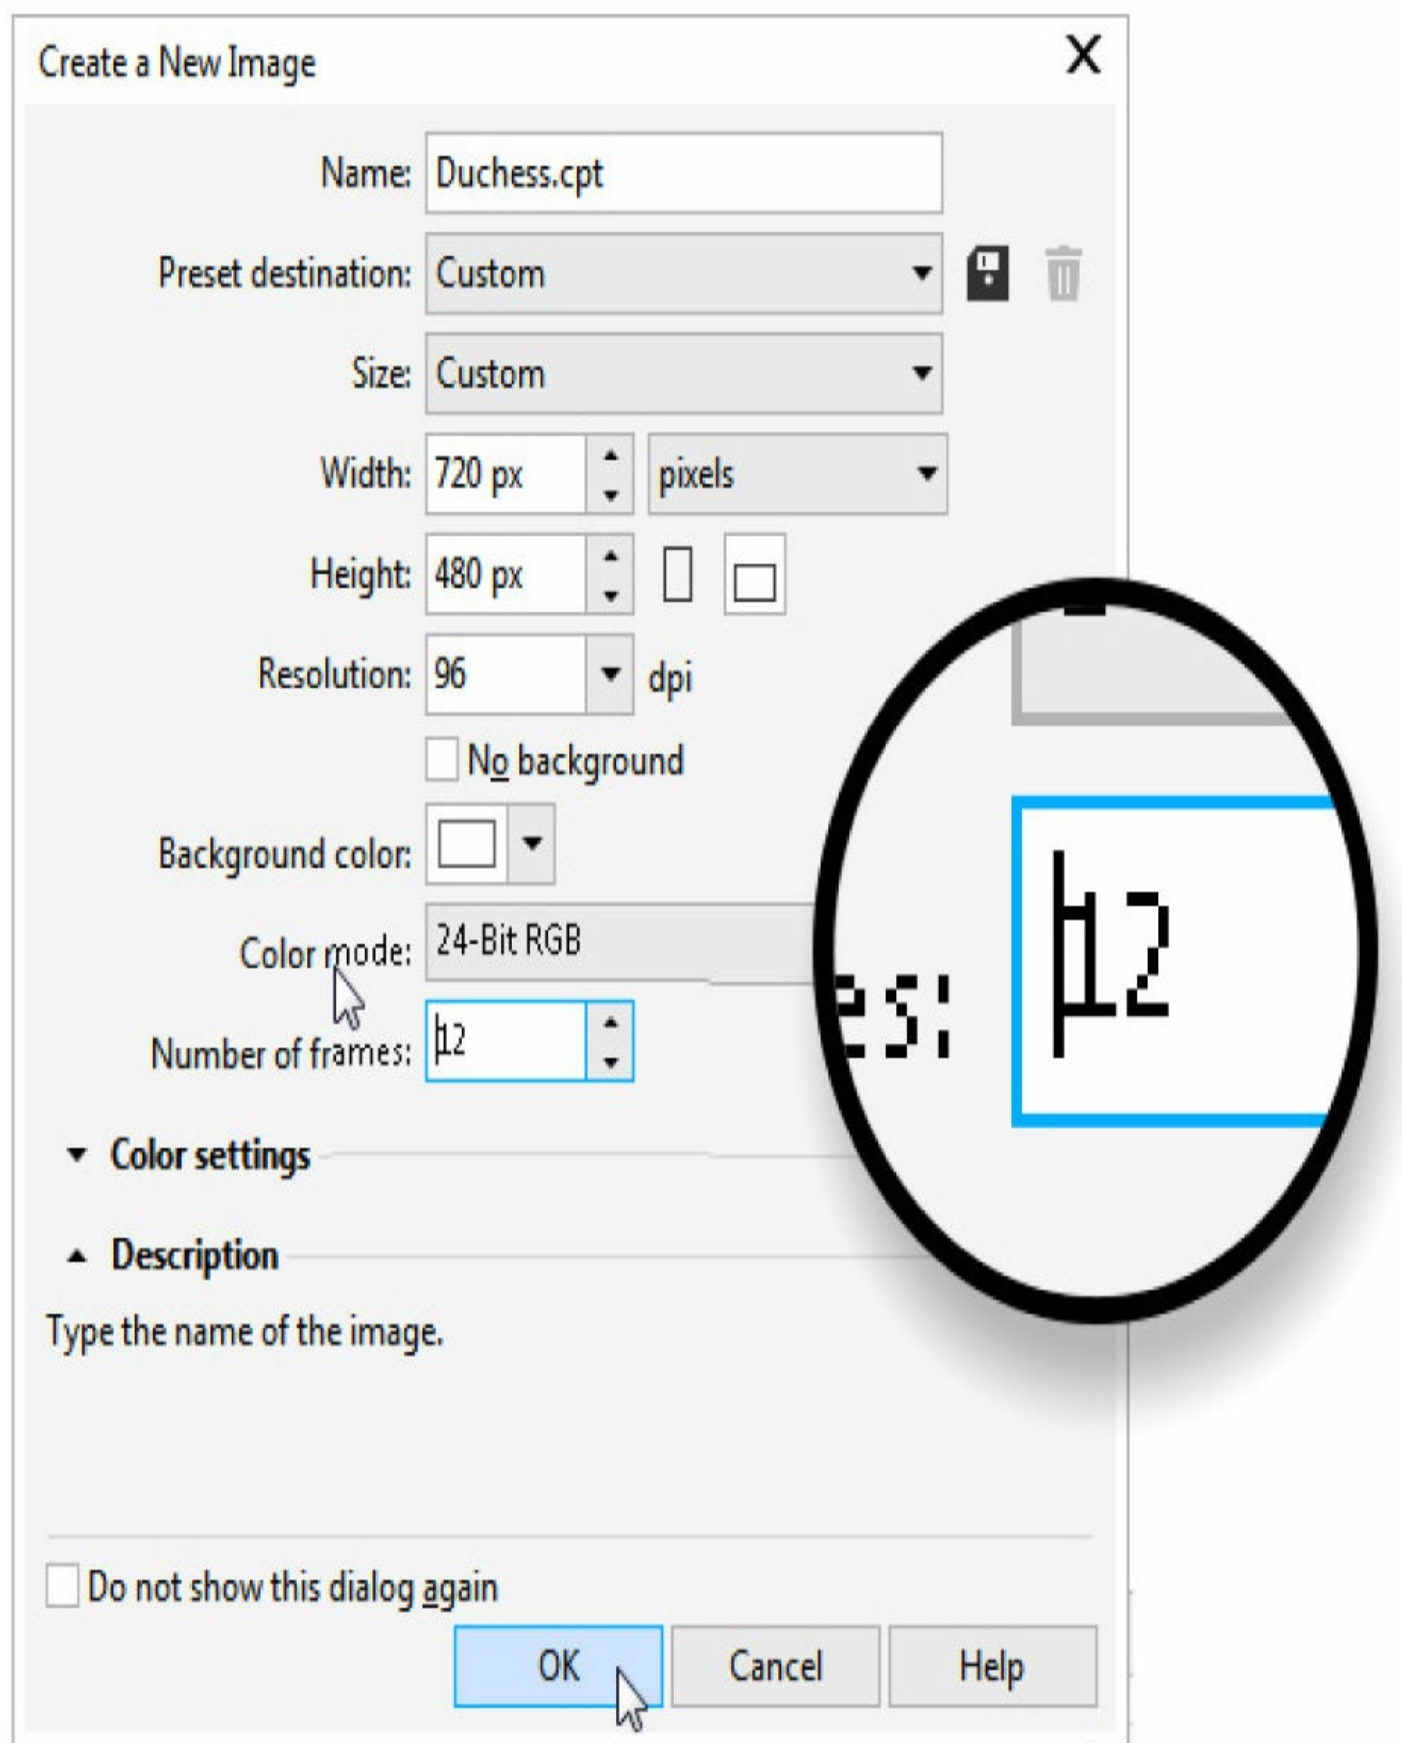 Create a New Image X
Name: Duchess.cpt
Preset destination: Custom
Size: Custom
Width: 720 px pixels
Height: 480 px
Resolution: 96 dpi
No background
Background color:
Color mode: 24-Bit RGB
Number of frames: 12
es: 12
Color settings
Description
Type the name of the image.
Do not show this dialog again
OK Cancel Help